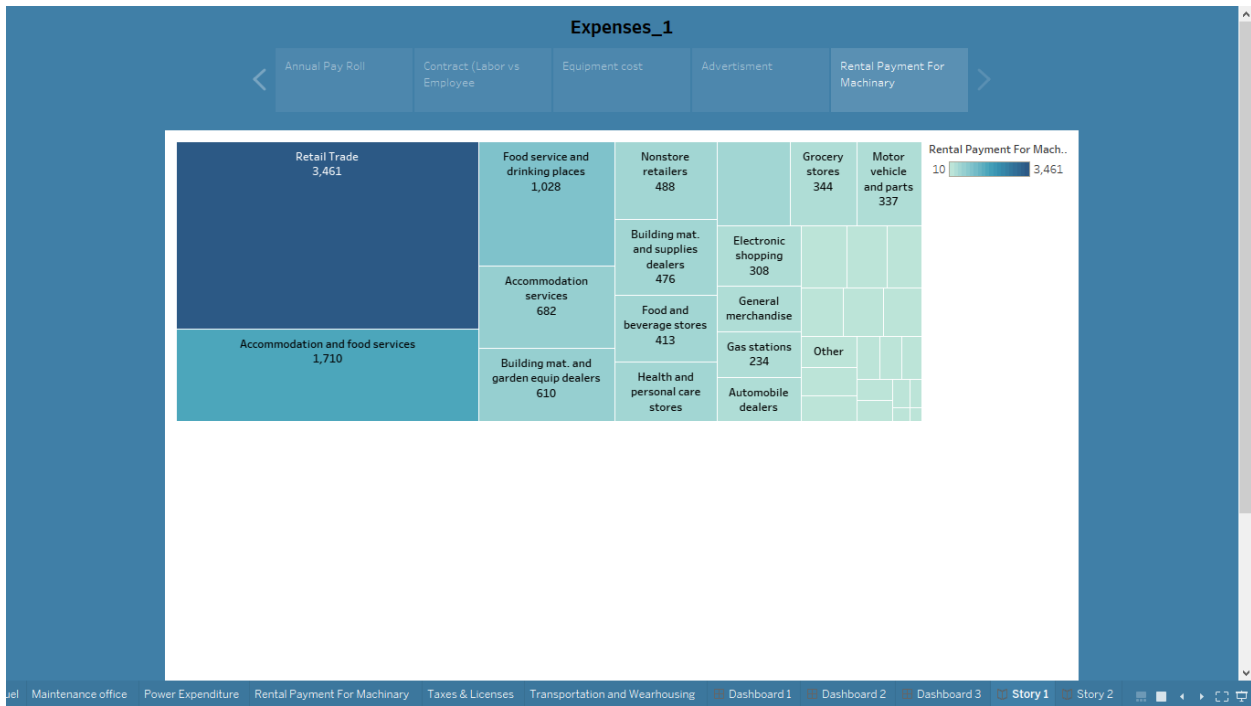 Expenses_1
Annual Pay Roll
Contract (Labor vs
Employee
Equipment cost
Advertisment
Rental Payment For
Machinary
Retail Trade
3,461
Accommodation and food services
1,710
Food service and
drinking places
1,028
Accommodation
services
682
Building mat. and
garden equip dealers
610
Nonstore
retailers
488
Building mat.
and supplies
dealers
476
Food and
beverage stores
413
Health and
personal care
stores
Grocery
stores
344
Motor
vehicle
and parts
337
Electronic
shopping
308
General
merchandise
Gas stations
234
Automobile
dealers
Other
Rental Payment For Mach..
10 3,461
Maintenance office Power Expenditure Rental Payment For Machinary Taxes & Licenses Transportation and Wearhousing Dashboard 1 Dashboard 2 Dashboard 3 Story 1 Story 2